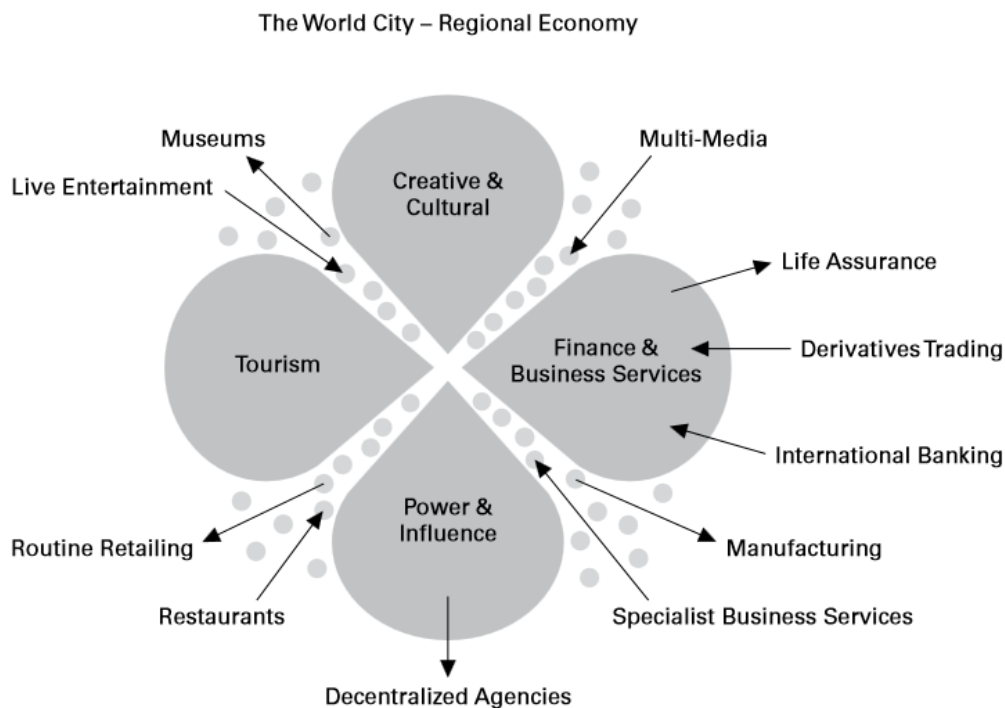 The World City – Regional Economy
Museums
Multi-Media
Live Entertainment
Creative &
Cultural
Life Assurance
Tourism
Finance &
Business Services
Derivatives Trading
International Banking
Power &
Influence
Routine Retailing
Manufacturing
Restaurants
Specialist Business Services
Decentralized Agencies